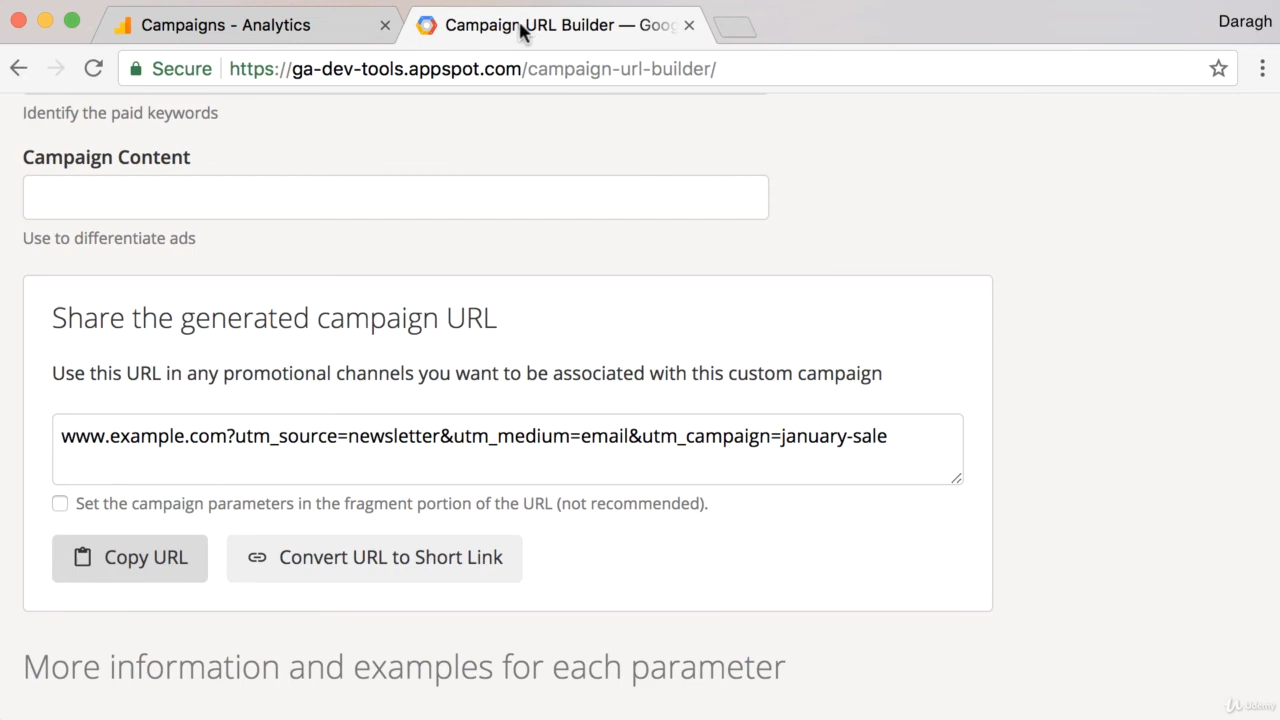 Campaigns - Analytics
Campaign URL Builder — Goog
Daragh
Secure https://ga-dev-tools.appspot.com/campaign-url-builder/
Identify the paid keywords
Campaign Content
Use to differentiate ads
Share the generated campaign URL
Use this URL in any promotional channels you want to be associated with this custom campaign
www.example.com?utm_source=newsletter&utm_medium=email&utm_campaign=january-sale
Set the campaign parameters in the fragment portion of the URL (not recommended).
Copy URL
Convert URL to Short Link
More information and examples for each parameter
Udemy